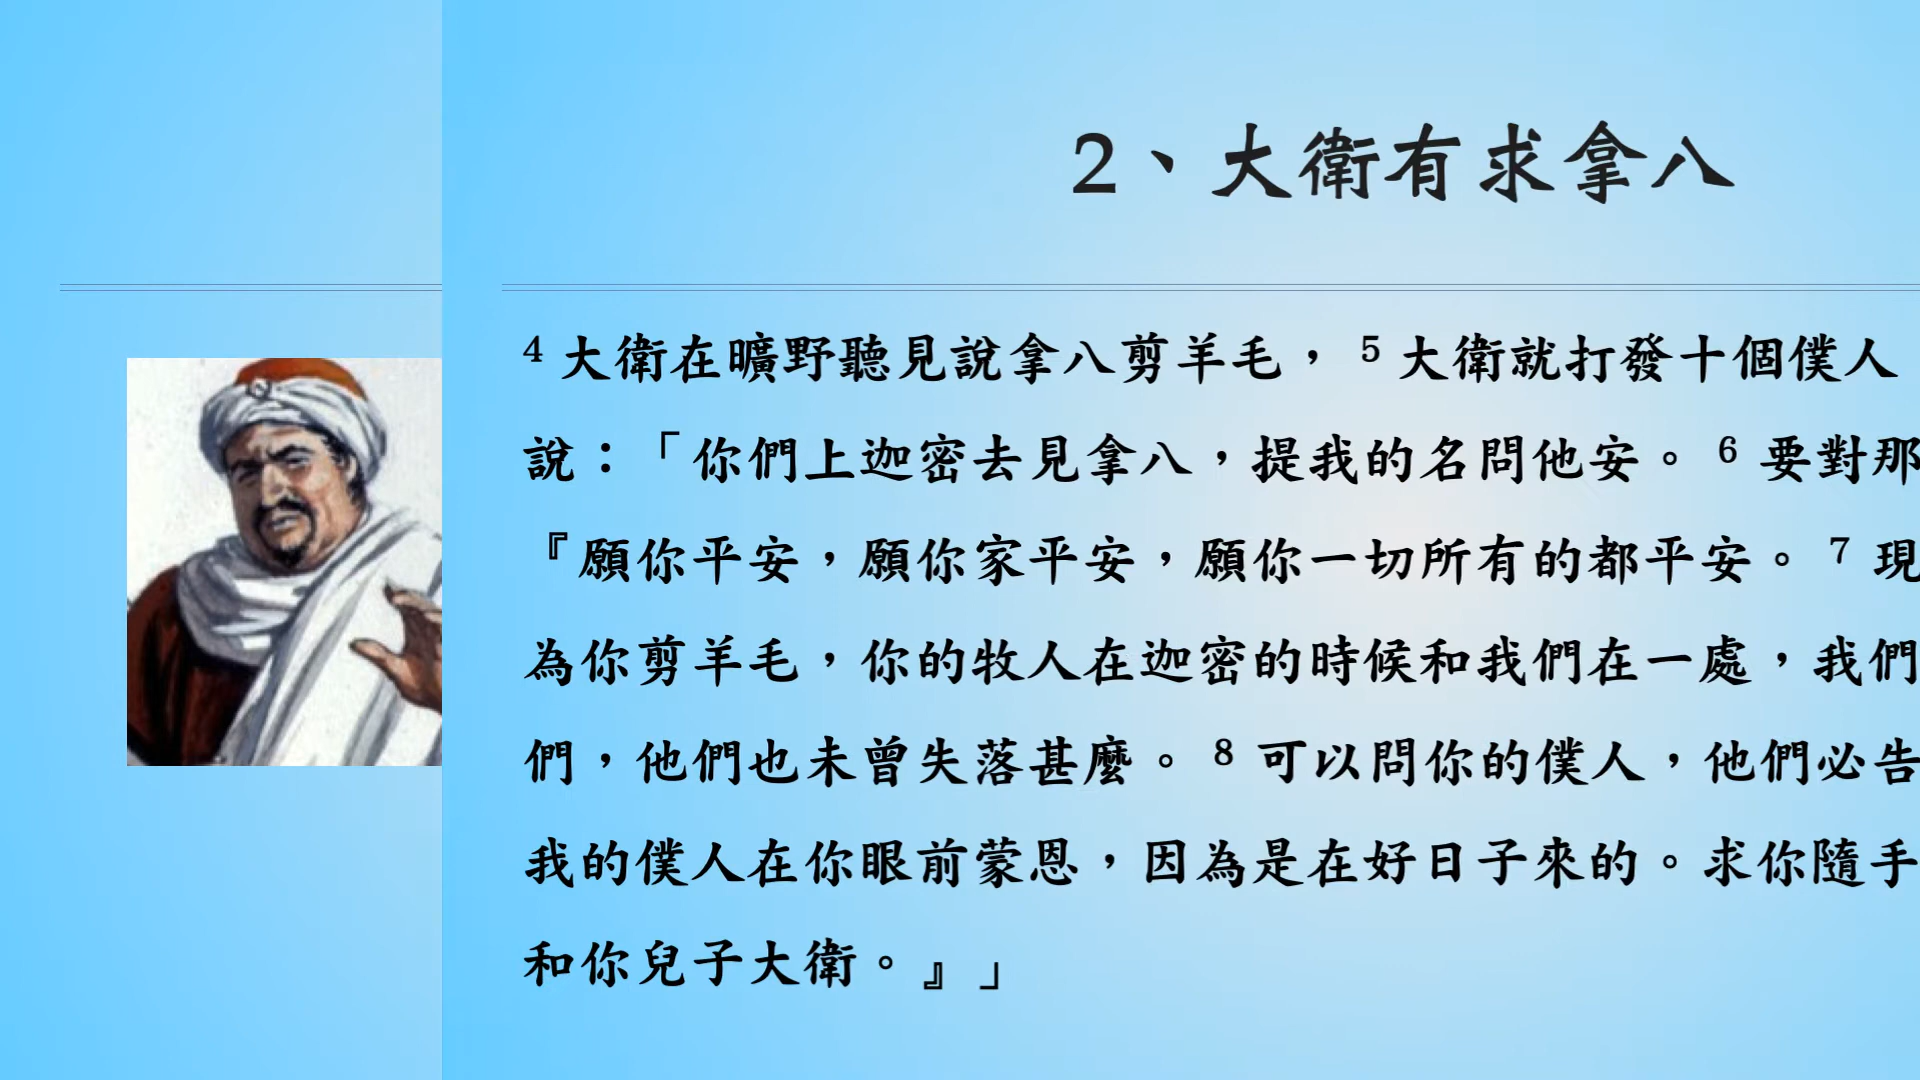 2、大衛有求拿八
4 大衛在曠野聽見說拿八剪羊毛，5 大衛就打發十個僕人
說：「你們上迦密去見拿八，提我的名問他安。6 要對那
『願你平安，願你家平安，願你一切所有的都平安。7 現
為你剪羊毛，你的牧人在迦密的時候和我們在一處，我們
們，他們也未曾失落甚麼。8 可以問你的僕人，他們必告
我的僕人在你眼前蒙恩，因為是在好日子來的。求你隨手
和你兒子大衛。』」